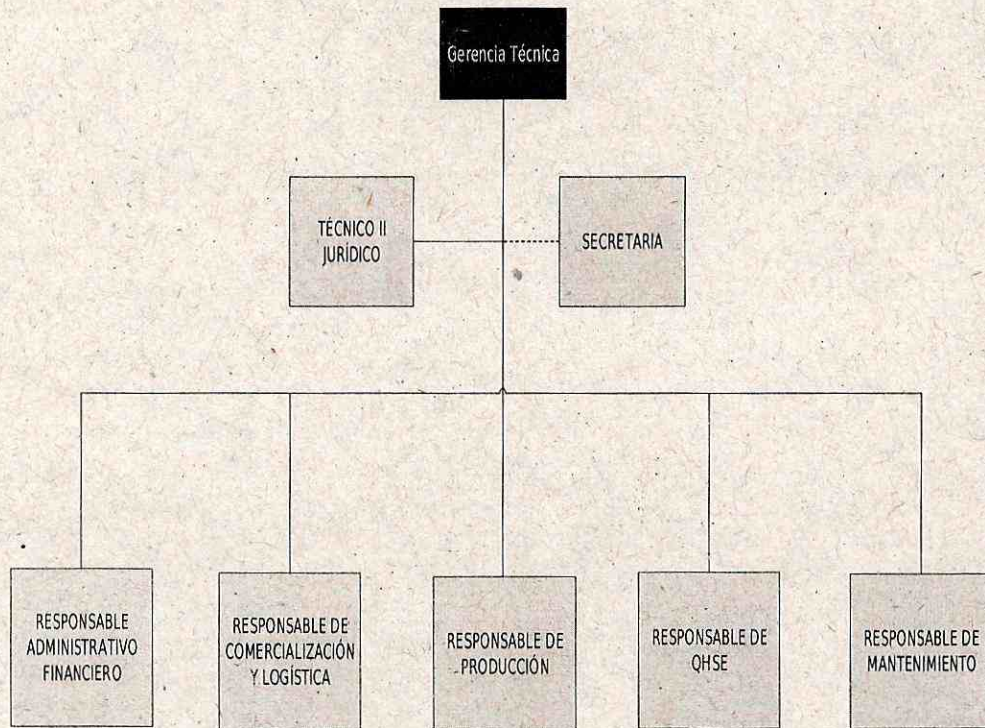 Gerencia Técnica
TÉCNICO II
JURÍDICO
SECRETARIA
RESPONSABLE
ADMINISTRATIVO
FINANCIERO
RESPONSABLE DE
COMERCIALIZACIÓN
Y LOGÍSTICA
RESPONSABLE DE
PRODUCCIÓN
RESPONSABLE DE
QHSE
RESPONSABLE DE
MANTENIMIENTO